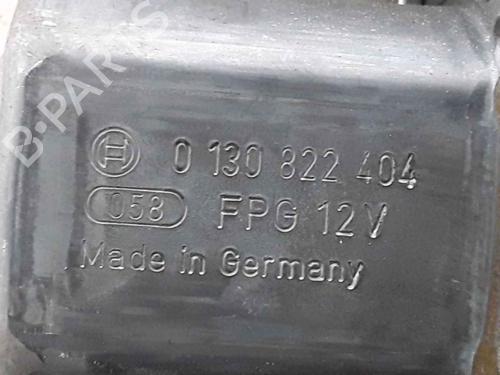 0 130 822 404
058 FPG 12V
Made in Germany
B-PARTS